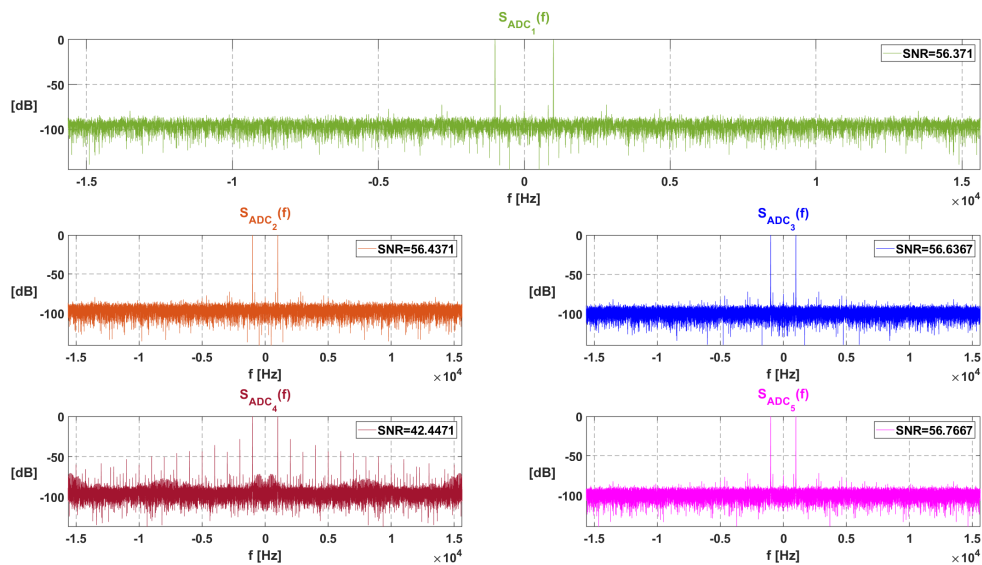 S_ADC_1(f)
SNR=56.371
[dB]
0
-50
-100
-1.5 -1 -0.5 0 0.5 1 1.5
f [Hz]
×10^4
S_ADC_2(f)
SNR=56.4371
[dB]
0
-50
-100
-1.5 -1 -0.5 0 0.5 1 1.5
f [Hz]
×10^4
S_ADC_3(f)
SNR=56.6367
[dB]
0
-50
-100
-1.5 -1 -0.5 0 0.5 1 1.5
f [Hz]
×10^4
S_ADC_4(f)
SNR=42.4471
[dB]
0
-50
-100
-1.5 -1 -0.5 0 0.5 1 1.5
f [Hz]
×10^4
S_ADC_5(f)
SNR=56.7667
[dB]
0
-50
-100
-1.5 -1 -0.5 0 0.5 1 1.5
f [Hz]
×10^4